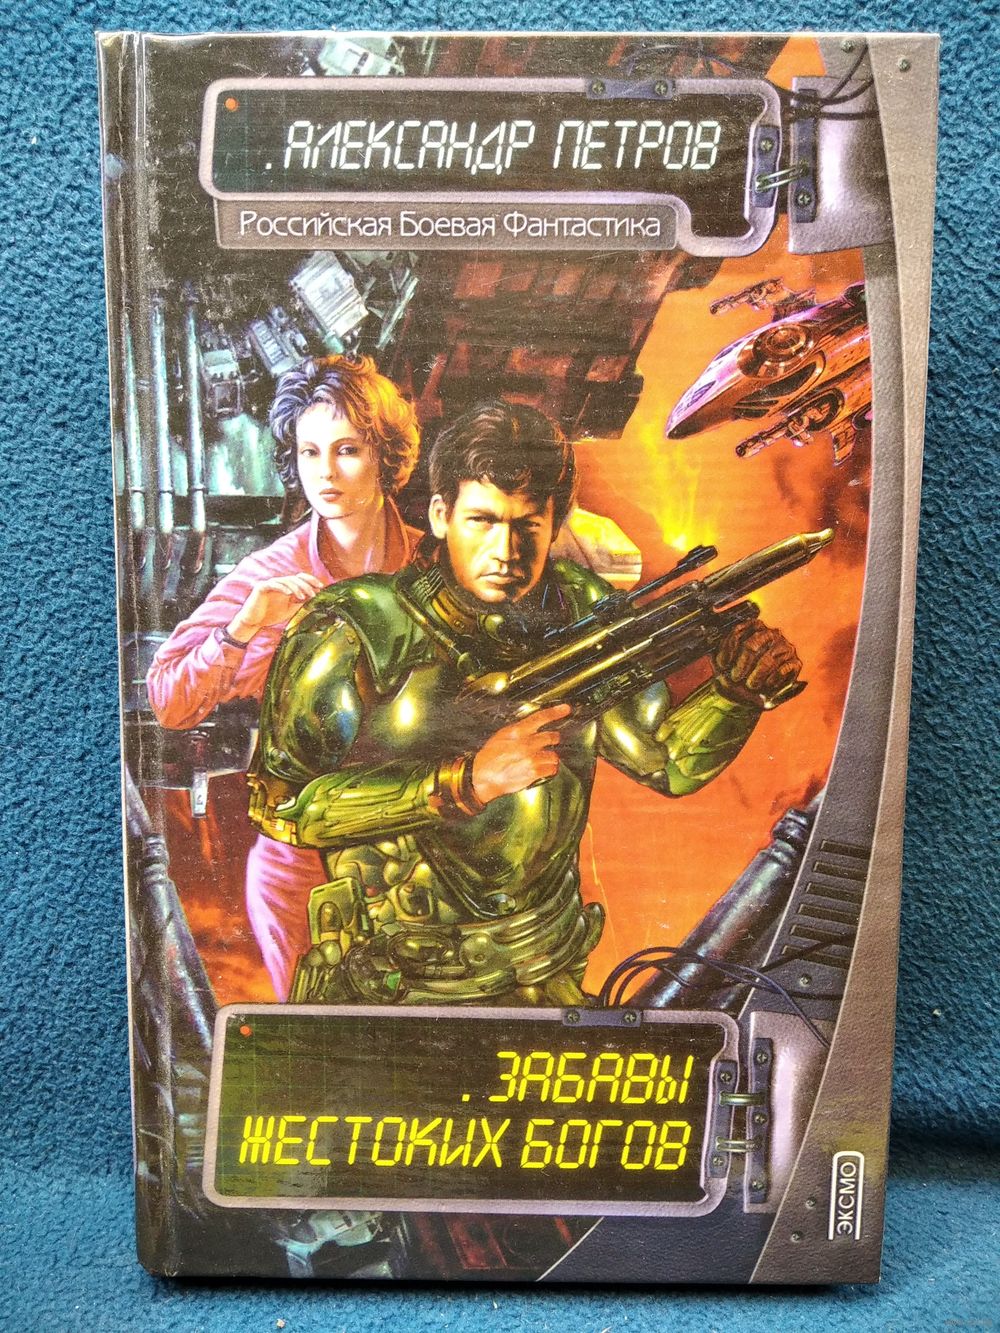 .АЛЕКСАНДР ПЕТРОВ
Российская Боевая Фантастика
.ЗАБАВЫ
ЖЕСТОКИХ БОГОВ
ЭКСМО